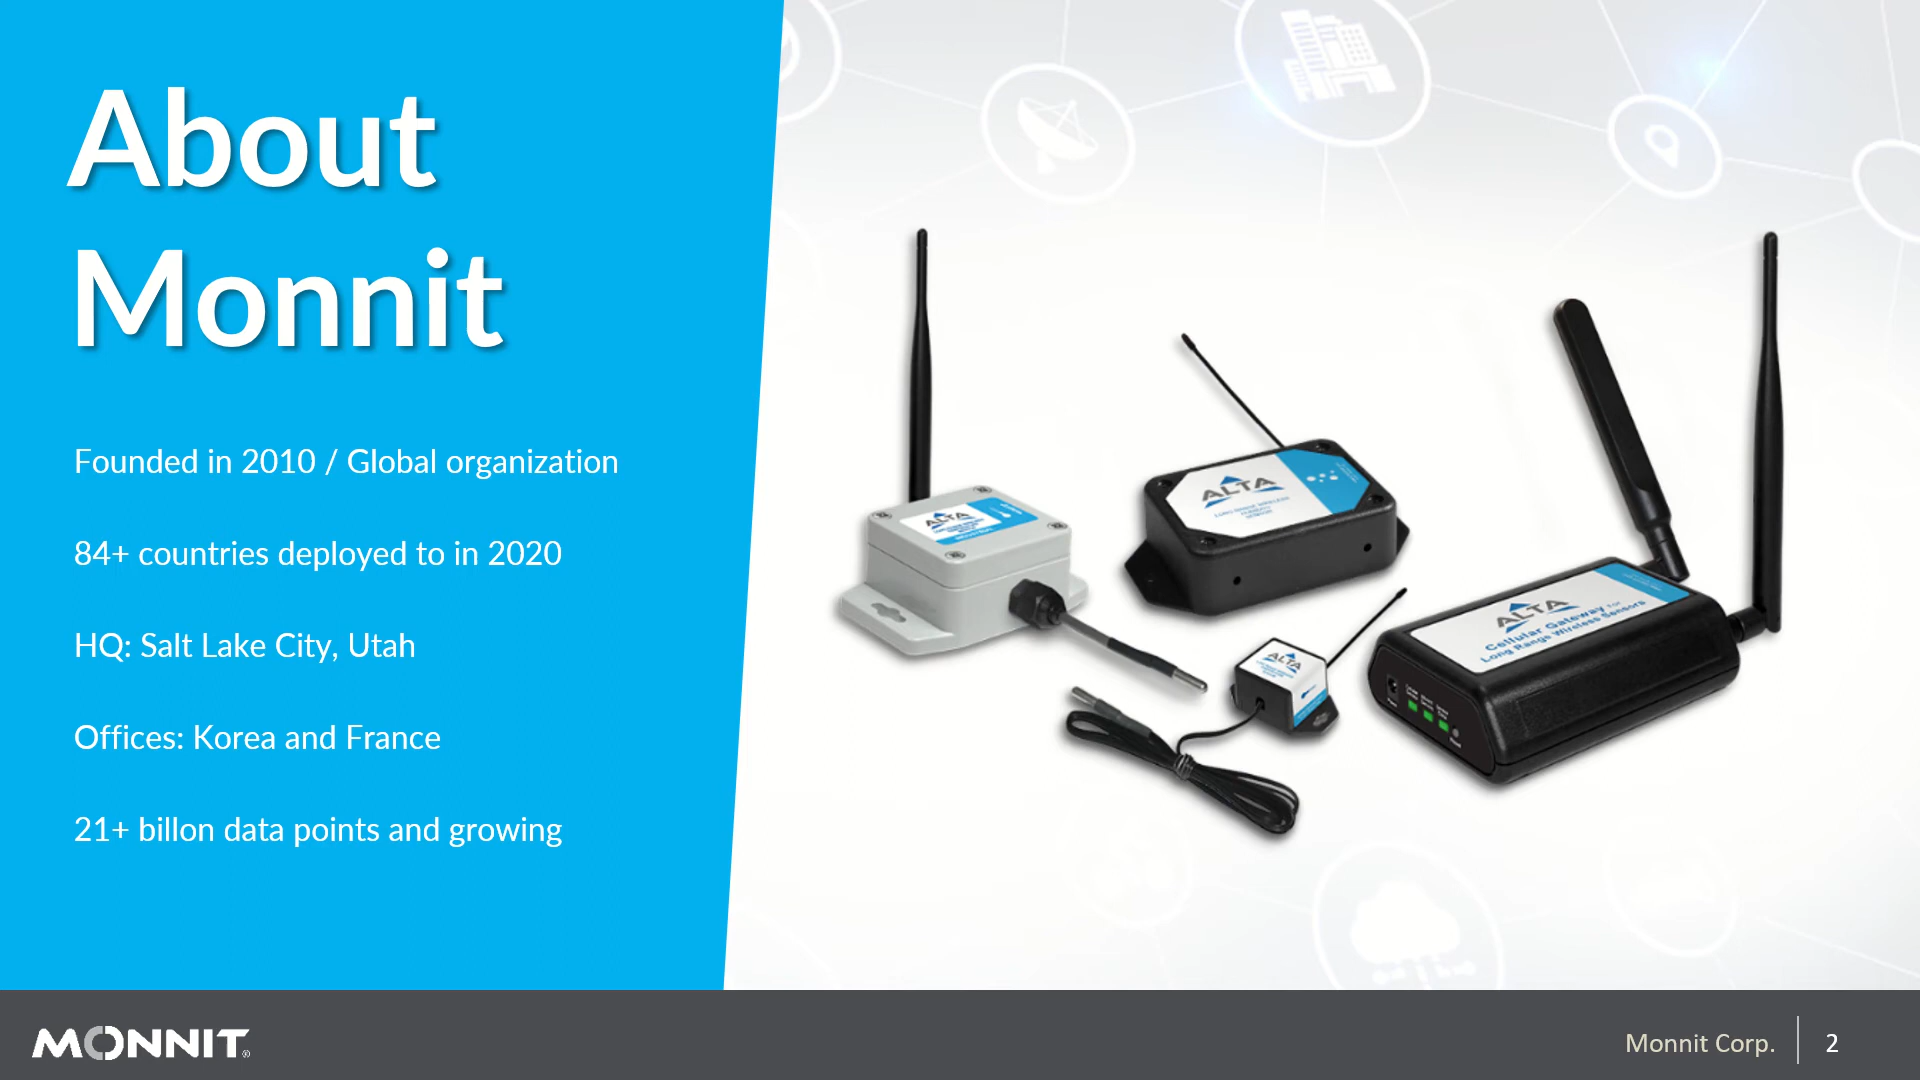 About
Monnit
Founded in 2010 / Global organization
84+ countries deployed to in 2020
HQ: Salt Lake City, Utah
Offices: Korea and France
21+ billon data points and growing
ALTA
ALTA
ALTA
ALTA
Cellular Gateway for
Long Range Wireless Sensors
MONNIT®
Monnit Corp.
2